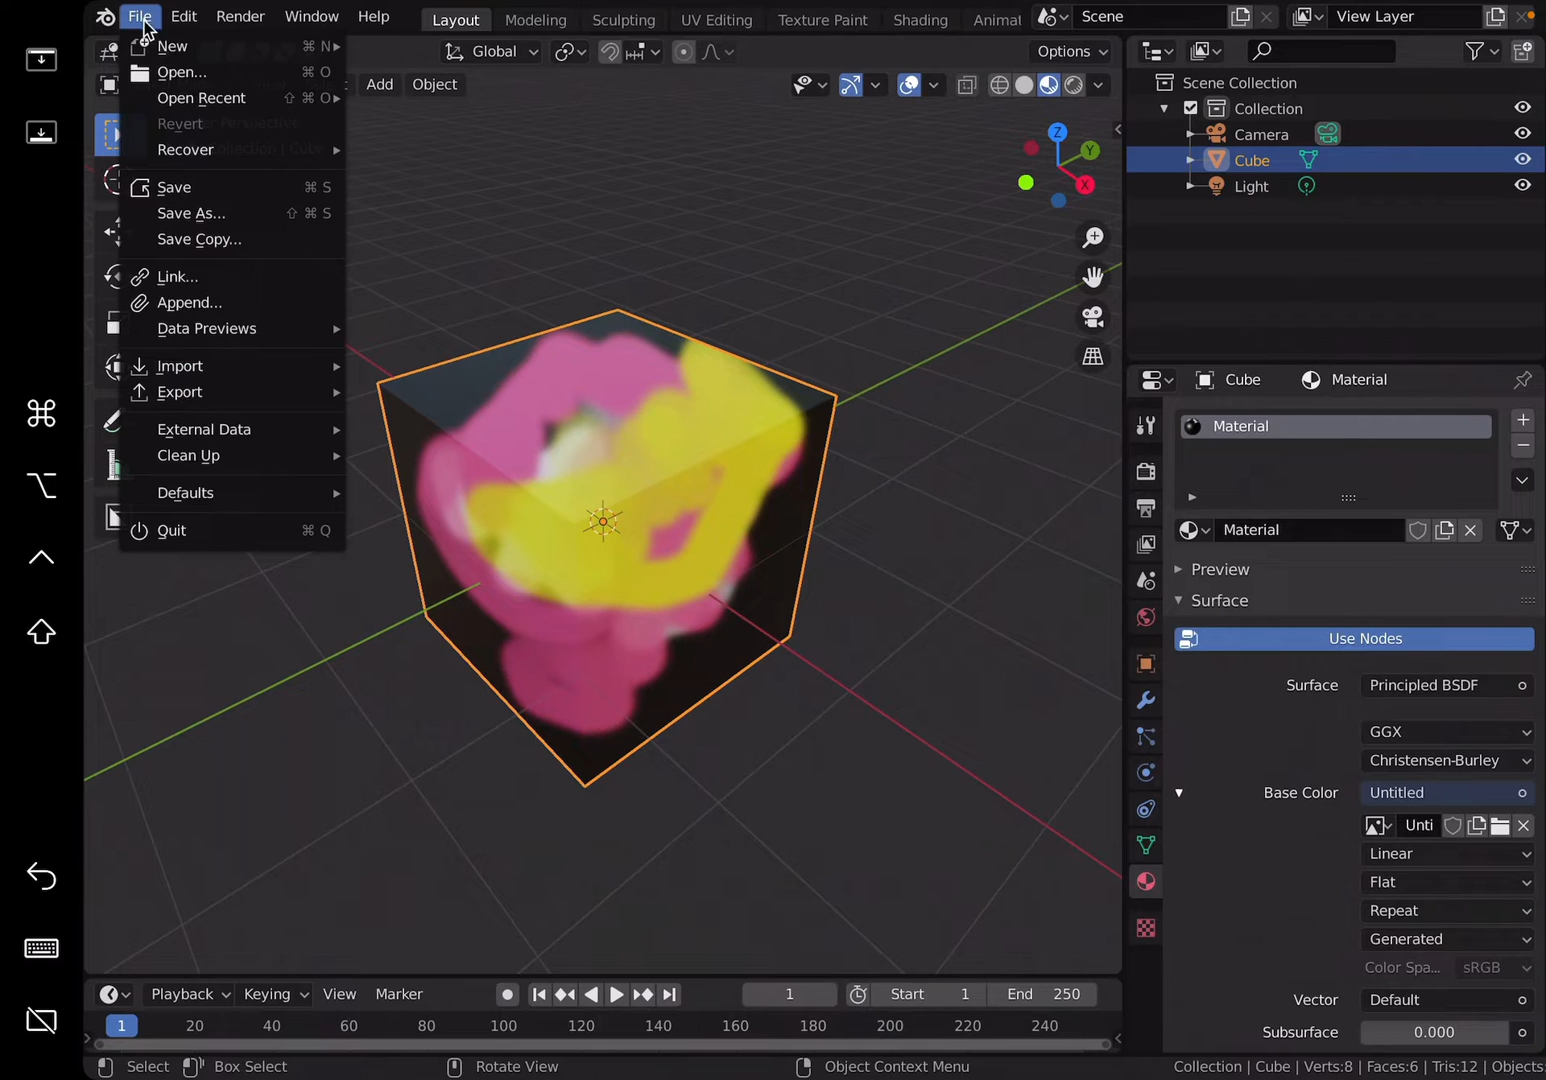 File Edit Render Window Help Layout Modeling Sculpting UV Editing Texture Paint Shading Animat Scene View Layer
Global Options
Add Object
New ⌘ N
Open... ⌘ O
Open Recent ⇧ ⌘ O
Revert
Recover
Save ⌘ S
Save As... ⇧ ⌘ S
Save Copy...
Link...
Append...
Data Previews
Import
Export
External Data
Clean Up
Defaults
Quit ⌘ Q
Z
Y
X
Scene Collection
Collection
Camera
Cube
Light
Cube Material
Material
Material
Preview
Surface
Use Nodes
Surface Principled BSDF
GGX
Christensen-Burley
Base Color Untitled
Unti
Linear
Flat
Repeat
Generated
Color Spa... sRGB
Vector Default
Subsurface 0.000
Playback Keying View Marker 1 Start 1 End 250
1 20 40 60 80 100 120 140 160 180 200 220 240
Select Box Select Rotate View Object Context Menu Collection | Cube | Verts:8 | Faces:6 | Tris:12 | Objects: